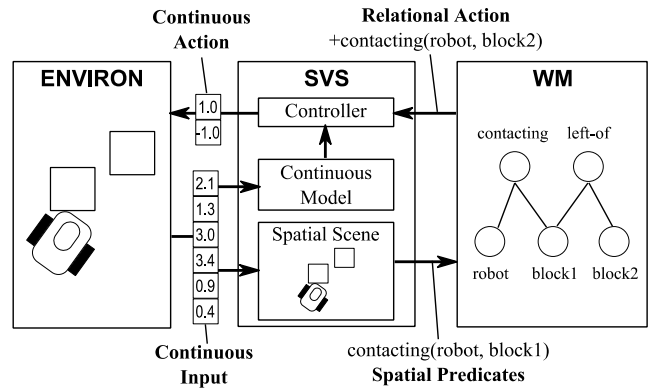 Continuous
Action
Relational Action
+contacting(robot, block2)
ENVIRON
SVS
WM
1.0
-1.0
Controller
contacting
left-of
2.1
1.3
3.0
3.4
0.9
0.4
Continuous
Model
Spatial Scene
robot
block1
block2
Continuous
Input
contacting(robot, block1)
Spatial Predicates